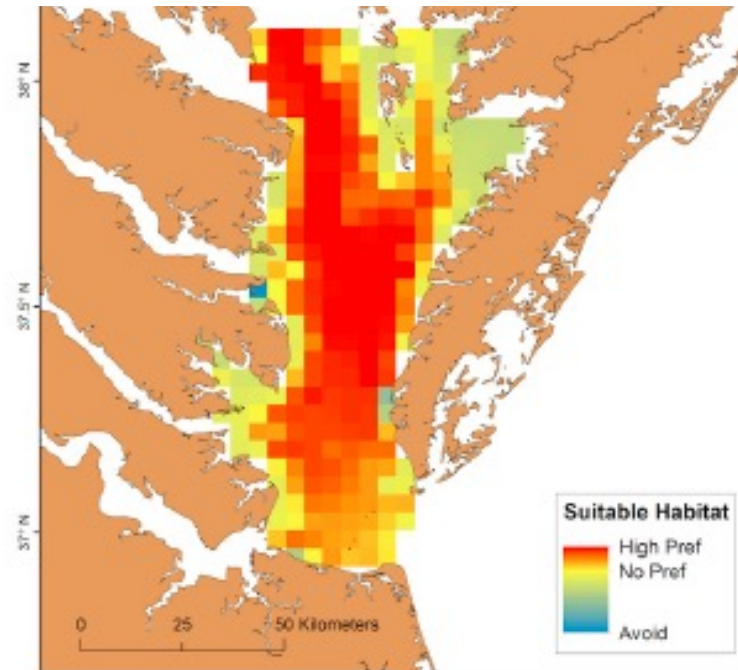 38° N
37.5° N
37° N
Suitable Habitat
High Pref
No Pref
Avoid
0 25 50 Kilometers